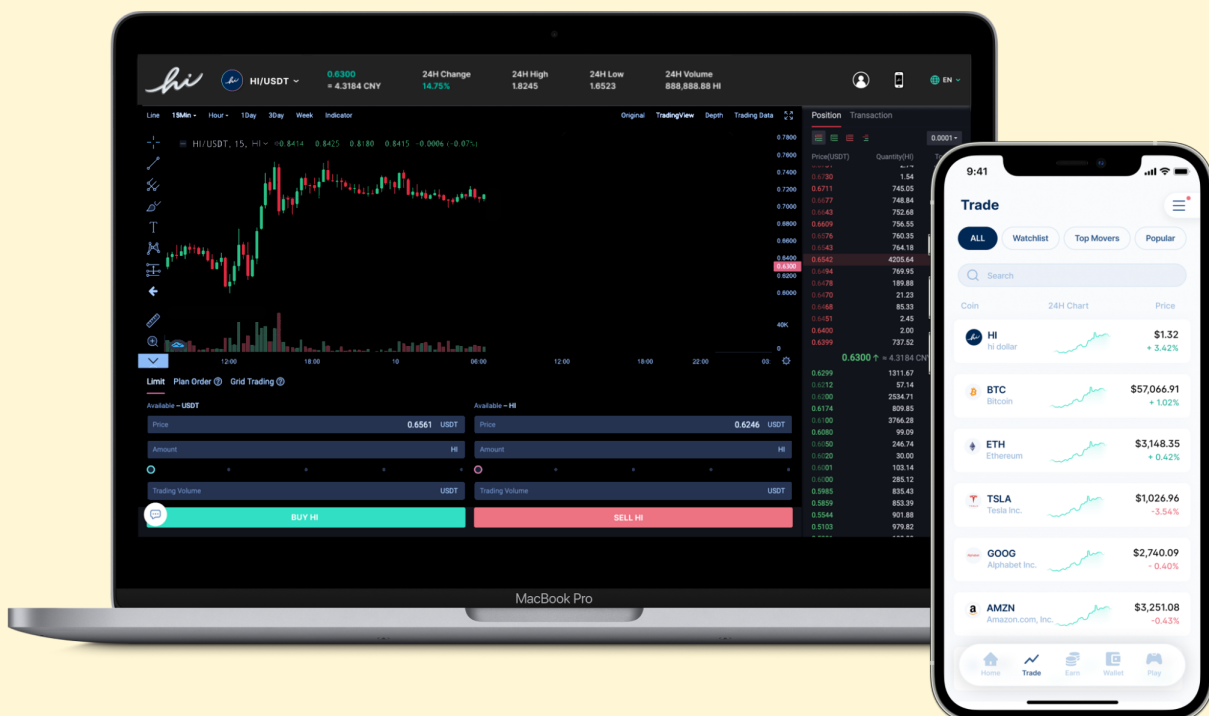 hi
hi HI/USDT
0.6300
= 4.3184 CNY
24H Change
14.75%
24H High
1.8245
24H Low
1.6523
24H Volume
888,888.88 HI
EN
Line 15Min Hour 1Day 3Day Week Indicator
Original TradingView Depth Trading Data
HI/USDT, 15, HI 0.8414 0.8425 0.8180 0.8415 -0.0006 (-0.07%)
T
0.7800
0.7600
0.7400
0.7200
0.7000
0.6800
0.6600
0.6400
0.6300
0.6200
0.6000
40K
0
12:00 18:00 10 06:00 12:00 18:00 22:00 03:
Limit Plan Order Grid Trading
Available – USDT
Price 0.6561 USDT
Amount HI
Trading Volume USDT
BUY HI
Available – HI
Price 0.6246 USDT
Amount HI
Trading Volume USDT
SELL HI
Position Transaction
0.0001
Price(USDT) Quantity(HI)
0.6730 1.54
0.6711 745.05
0.6677 748.84
0.6643 752.68
0.6609 756.55
0.6576 760.35
0.6543 764.18
0.6542 4205.64
0.6494 769.95
0.6478 189.88
0.6470 21.23
0.6468 85.33
0.6451 2.45
0.6400 2.00
0.6399 737.52
0.6300 ↑ = 4.3184 CNY
0.6299 1311.67
0.6212 57.14
0.6200 2534.71
0.6174 809.85
0.6100 3766.28
0.6080 99.09
0.6050 246.74
0.6020 30.00
0.6001 103.14
0.6000 285.12
0.5985 835.43
0.5859 853.39
0.5544 901.88
0.5103 979.82
MacBook Pro
9:41
Trade
ALL Watchlist Top Movers Popular
Search
Coin 24H Chart Price
HI $1.32
hi dollar + 3.42%
BTC $57,066.91
Bitcoin + 1.02%
ETH $3,148.35
Ethereum + 0.42%
TSLA $1,026.96
Tesla Inc. -3.54%
GOOG $2,740.09
Alphabet Inc. - 0.40%
a AMZN $3,251.08
Amazon.com, Inc. -0.43%
Home Trade Earn Wallet Play